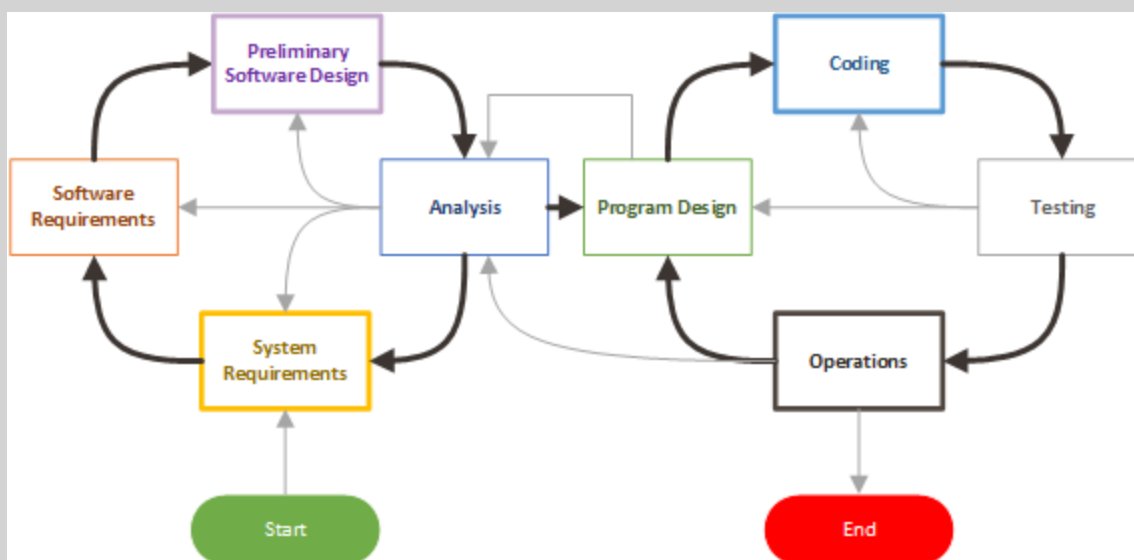 Preliminary
Software Design
Coding
Software
Requirements
Analysis
Program Design
Testing
System
Requirements
Operations
Start
End